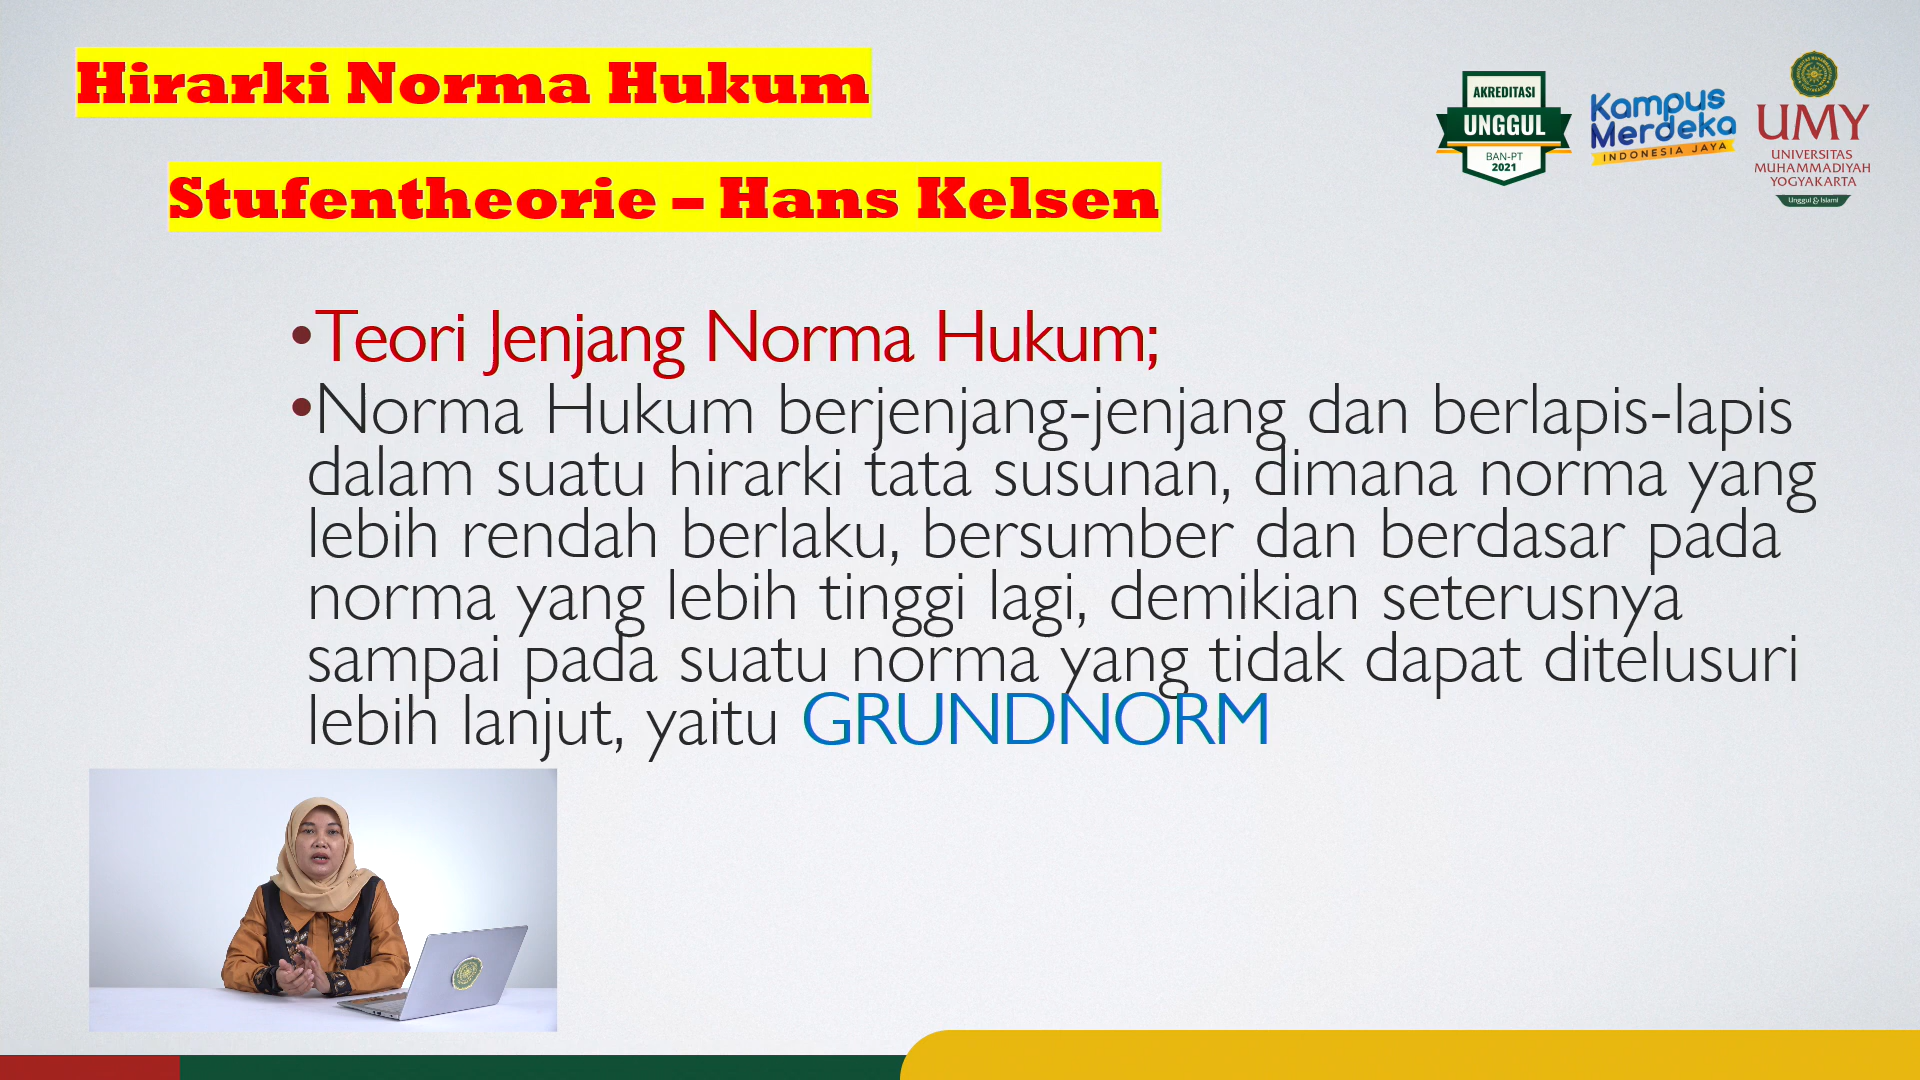 Hirarki Norma Hukum
Stufentheorie – Hans Kelsen
AKREDITASI
UNGGUL
BAN-PT
2021
Kampus
Merdeka
INDONESIA JAYA
UMY
UNIVERSITAS
MUHAMMADIYAH
YOGYAKARTA
Unggul & Islami
•Teori Jenjang Norma Hukum;
•Norma Hukum berjenjang-jenjang dan berlapis-lapis
dalam suatu hirarki tata susunan, dimana norma yang
lebih rendah berlaku, bersumber dan berdasar pada
norma yang lebih tinggi lagi, demikian seterusnya
sampai pada suatu norma yang tidak dapat ditelusuri
lebih lanjut, yaitu GRUNDNORM